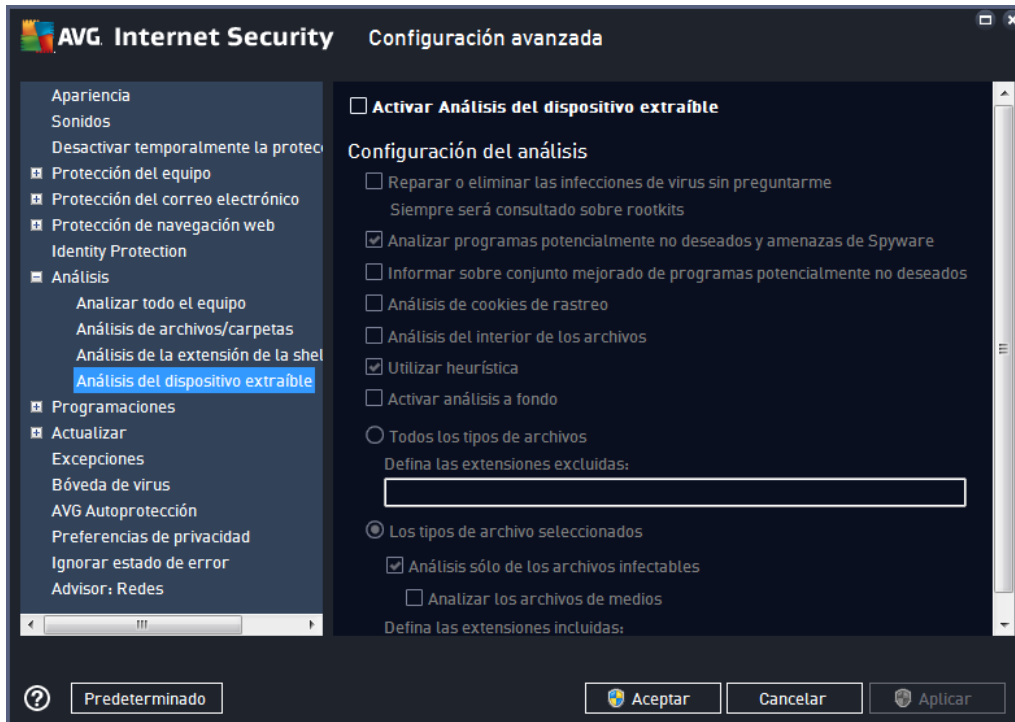 AVG. Internet Security
Configuración avanzada
Apariencia
Sonidos
Desactivar temporalmente la protec
Protección del equipo
Protección del correo electrónico
Protección de navegación web
Identity Protection
Análisis
Analizar todo el equipo
Análisis de archivos/carpetas
Análisis de la extensión de la shel
Análisis del dispositivo extraíble
Programaciones
Actualizar
Excepciones
Bóveda de virus
AVG Autoprotección
Preferencias de privacidad
Ignorar estado de error
Advisor: Redes
Activar Análisis del dispositivo extraíble
Configuración del análisis
Reparar o eliminar las infecciones de virus sin preguntarme
Siempre será consultado sobre rootkits
Analizar programas potencialmente no deseados y amenazas de Spyware
Informar sobre conjunto mejorado de programas potencialmente no deseados
Análisis de cookies de rastreo
Análisis del interior de los archivos
Utilizar heurística
Activar análisis a fondo
Todos los tipos de archivos
Defina las extensiones excluidas:
Los tipos de archivo seleccionados
Análisis sólo de los archivos infectables
Analizar los archivos de medios
Defina las extensiones incluidas:
Predeterminado
Aceptar
Cancelar
Aplicar